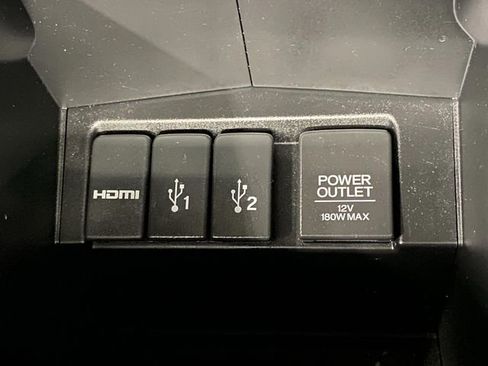 HDMI
1
2
POWER
OUTLET
12V
180W MAX